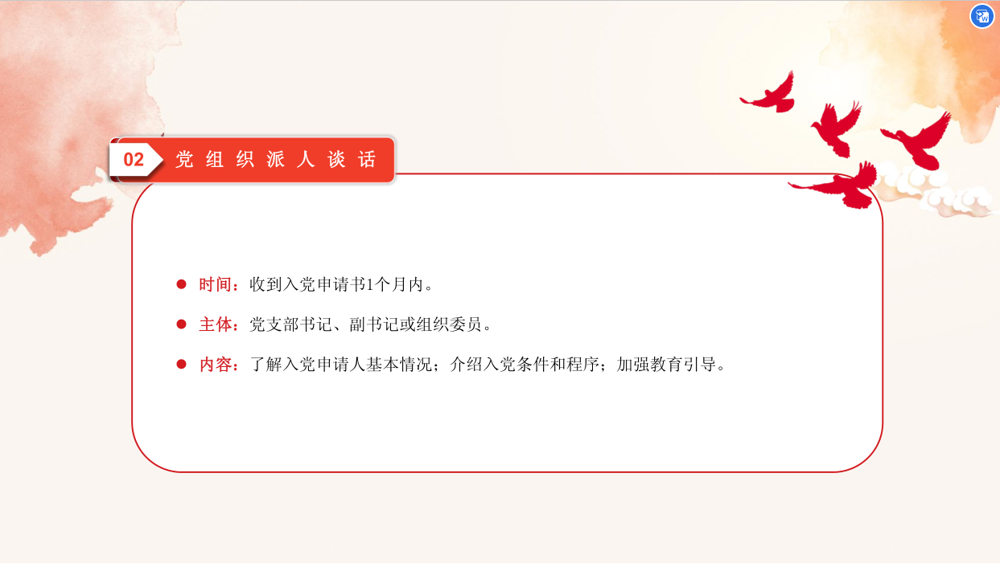 02 党组织派人谈话
时间：收到入党申请书1个月内。
主体：党支部书记、副书记或组织委员。
内容：了解入党申请人基本情况；介绍入党条件和程序；加强教育引导。